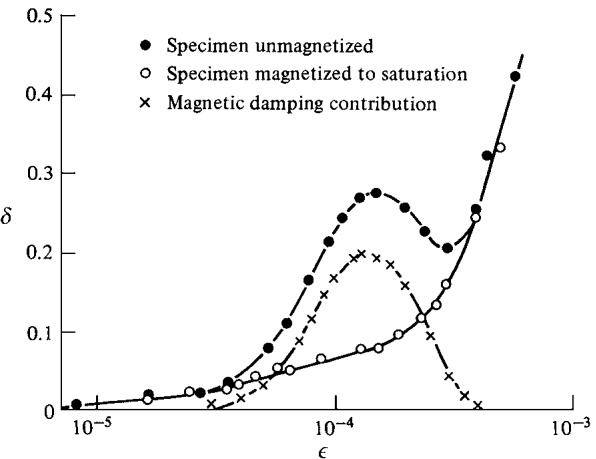 0.5
● Specimen unmagnetized
○ Specimen magnetized to saturation
× Magnetic damping contribution
0.4
0.3
δ
0.2
0.1
0
10⁻⁵
10⁻⁴
10⁻³
ϵ